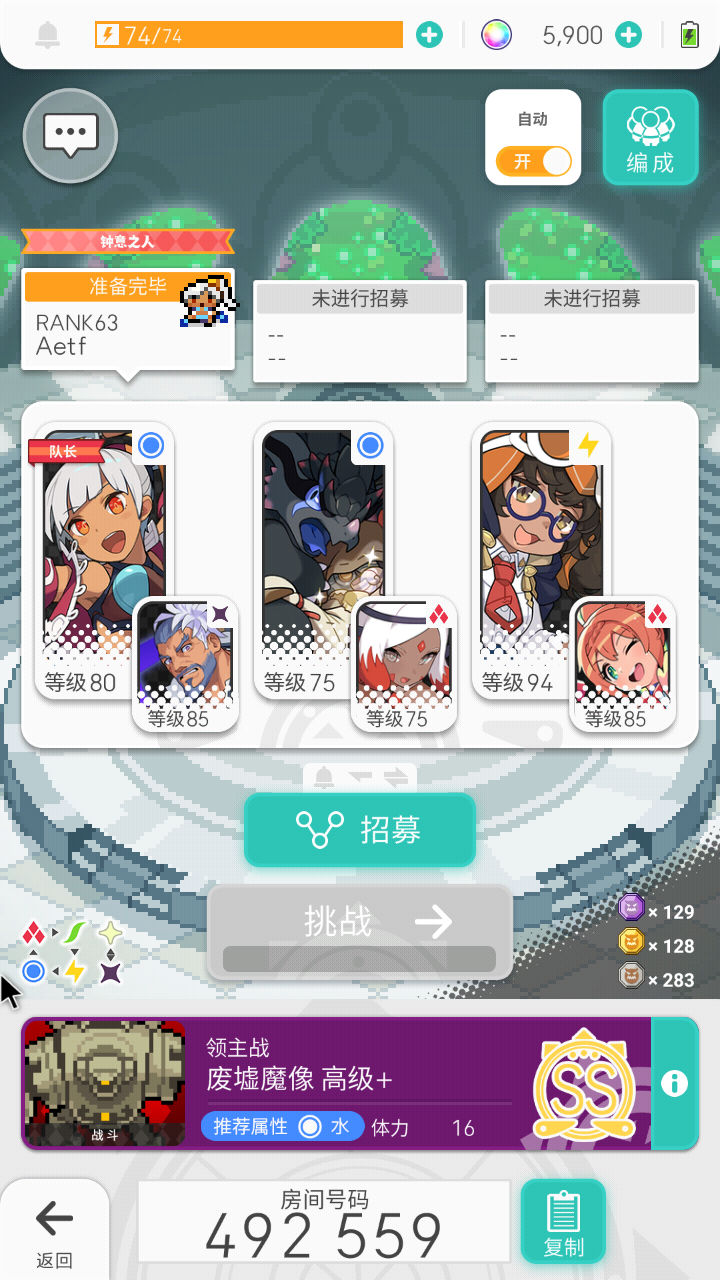 74/74
5,900
自动
开
编成
钟意之人
准备完毕
RANK63
Aetf
未进行招募
--
--
未进行招募
--
--
队长
等级80
等级85
等级75
等级75
等级94
等级85
招募
挑战
× 129
× 128
× 283
领主战
废墟魔像 高级+
推荐属性 水 体力 16
战斗
SS
房间号码
492 559
返回
复制